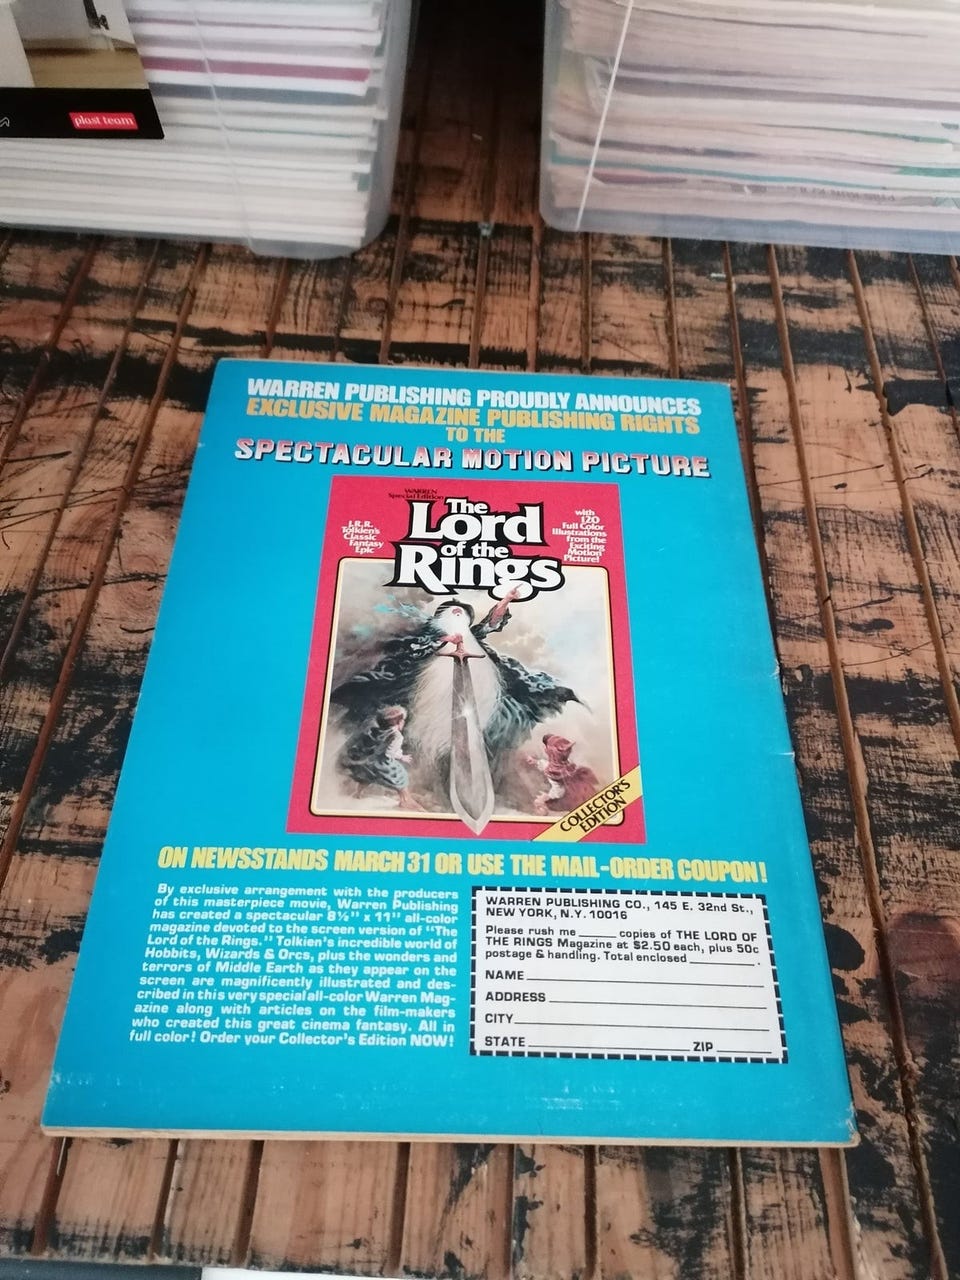 plast team
WARREN PUBLISHING PROUDLY ANNOUNCES
EXCLUSIVE MAGAZINE PUBLISHING RIGHTS
TO THE
SPECTACULAR MOTION PICTURE
WARREN
Special Edition
J.R.R.
Tolkien's
Classic
Fantasy
Epic
The
Lord
of the
Rings
with
120
Full Color
Illustrations
from the
Exciting
Motion
Picture!
COLLECTOR'S
EDITION
ON NEWSSTANDS MARCH 31 OR USE THE MAIL-ORDER COUPON!
By exclusive arrangement with the producers
of this masterpiece movie, Warren Publishing
has created a spectacular 8½" x 11" all-color
magazine devoted to the screen version of "The
Lord of the Rings." Tolkien's incredible world of
Hobbits, Wizards & Orcs, plus the wonders and
terrors of Middle Earth as they appear on the
screen are magnificently illustrated and des-
cribed in this very special all-color Warren Mag-
azine along with articles on the film-makers
who created this great cinema fantasy. All in
full color! Order your Collector's Edition NOW!
WARREN PUBLISHING CO., 145 E. 32nd St.,
NEW YORK, N.Y. 10016
Please rush me ______ copies of THE LORD OF
THE RINGS Magazine at $2.50 each, plus 50c
postage & handling. Total enclosed __________.
NAME
ADDRESS
CITY
STATE ZIP